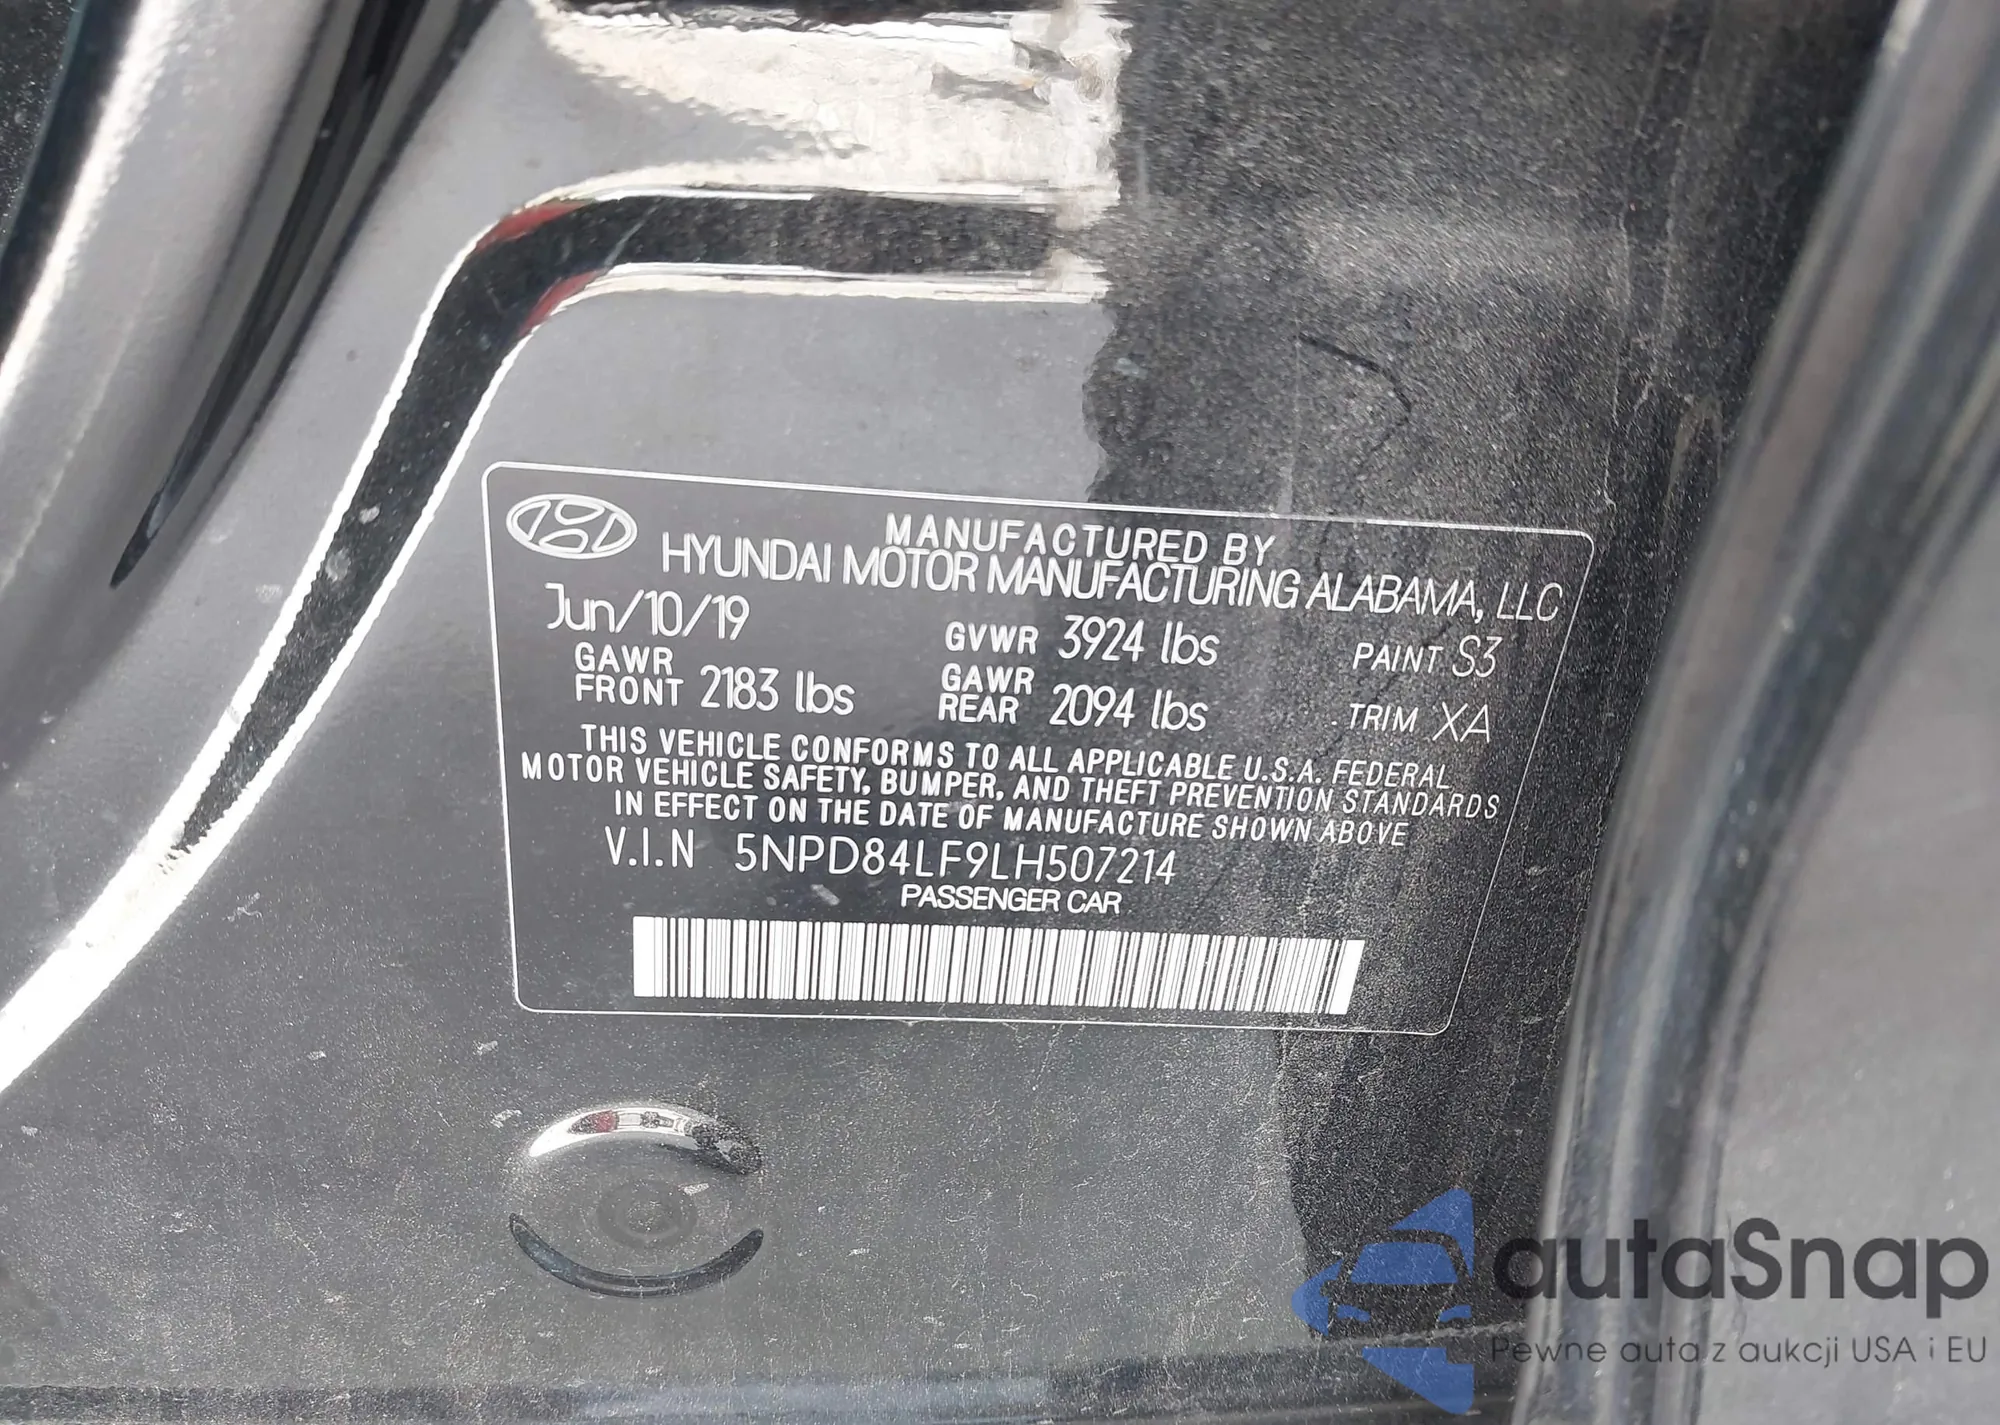 MANUFACTURED BY
HYUNDAI MOTOR MANUFACTURING ALABAMA, LLC
Jun/10/19 GVWR 3924 lbs PAINT S3
GAWR FRONT 2183 lbs GAWR REAR 2094 lbs TRIM XA
THIS VEHICLE CONFORMS TO ALL APPLICABLE U.S.A. FEDERAL
MOTOR VEHICLE SAFETY, BUMPER, AND THEFT PREVENTION STANDARDS
IN EFFECT ON THE DATE OF MANUFACTURE SHOWN ABOVE
V.I.N 5NPD84LF9LH507214
PASSENGER CAR
autaSnap
Pewne auta z aukcji USA i EU